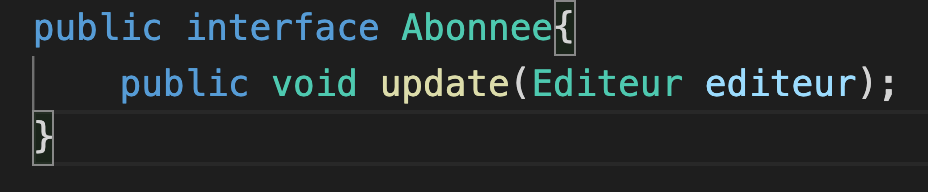 public interface Abonnee{
    public void update(Editeur editeur);
}